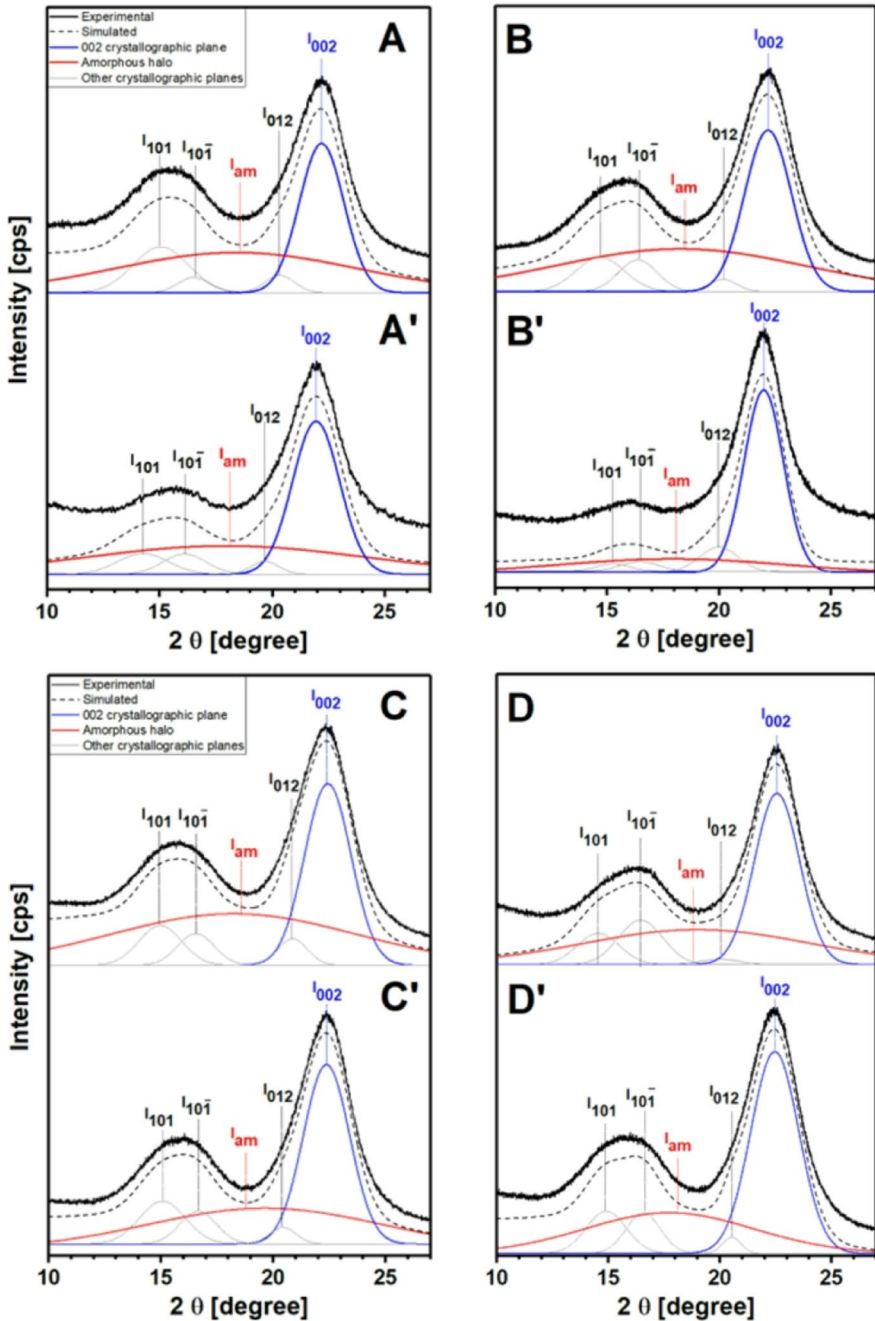 Experimental
Simulated
002 crystallographic plane
Amorphous halo
Other crystallographic planes
A
I002
I101
I101̄
Iam
I012
B
I002
I101
I101̄
Iam
I012
A'
I002
I101
I101̄
Iam
I012
B'
I002
I101
I101̄
Iam
I012
Intensity [cps]
10 15 20 25
2 θ [degree]
10 15 20 25
2 θ [degree]
Experimental
Simulated
002 crystallographic plane
Amorphous halo
Other crystallographic planes
C
I002
I101
I101̄
Iam
I012
D
I002
I101
I101̄
Iam
I012
C'
I002
I101
I101̄
Iam
I012
D'
I002
I101
I101̄
Iam
I012
Intensity [cps]
10 15 20 25
2 θ [degree]
10 15 20 25
2 θ [degree]